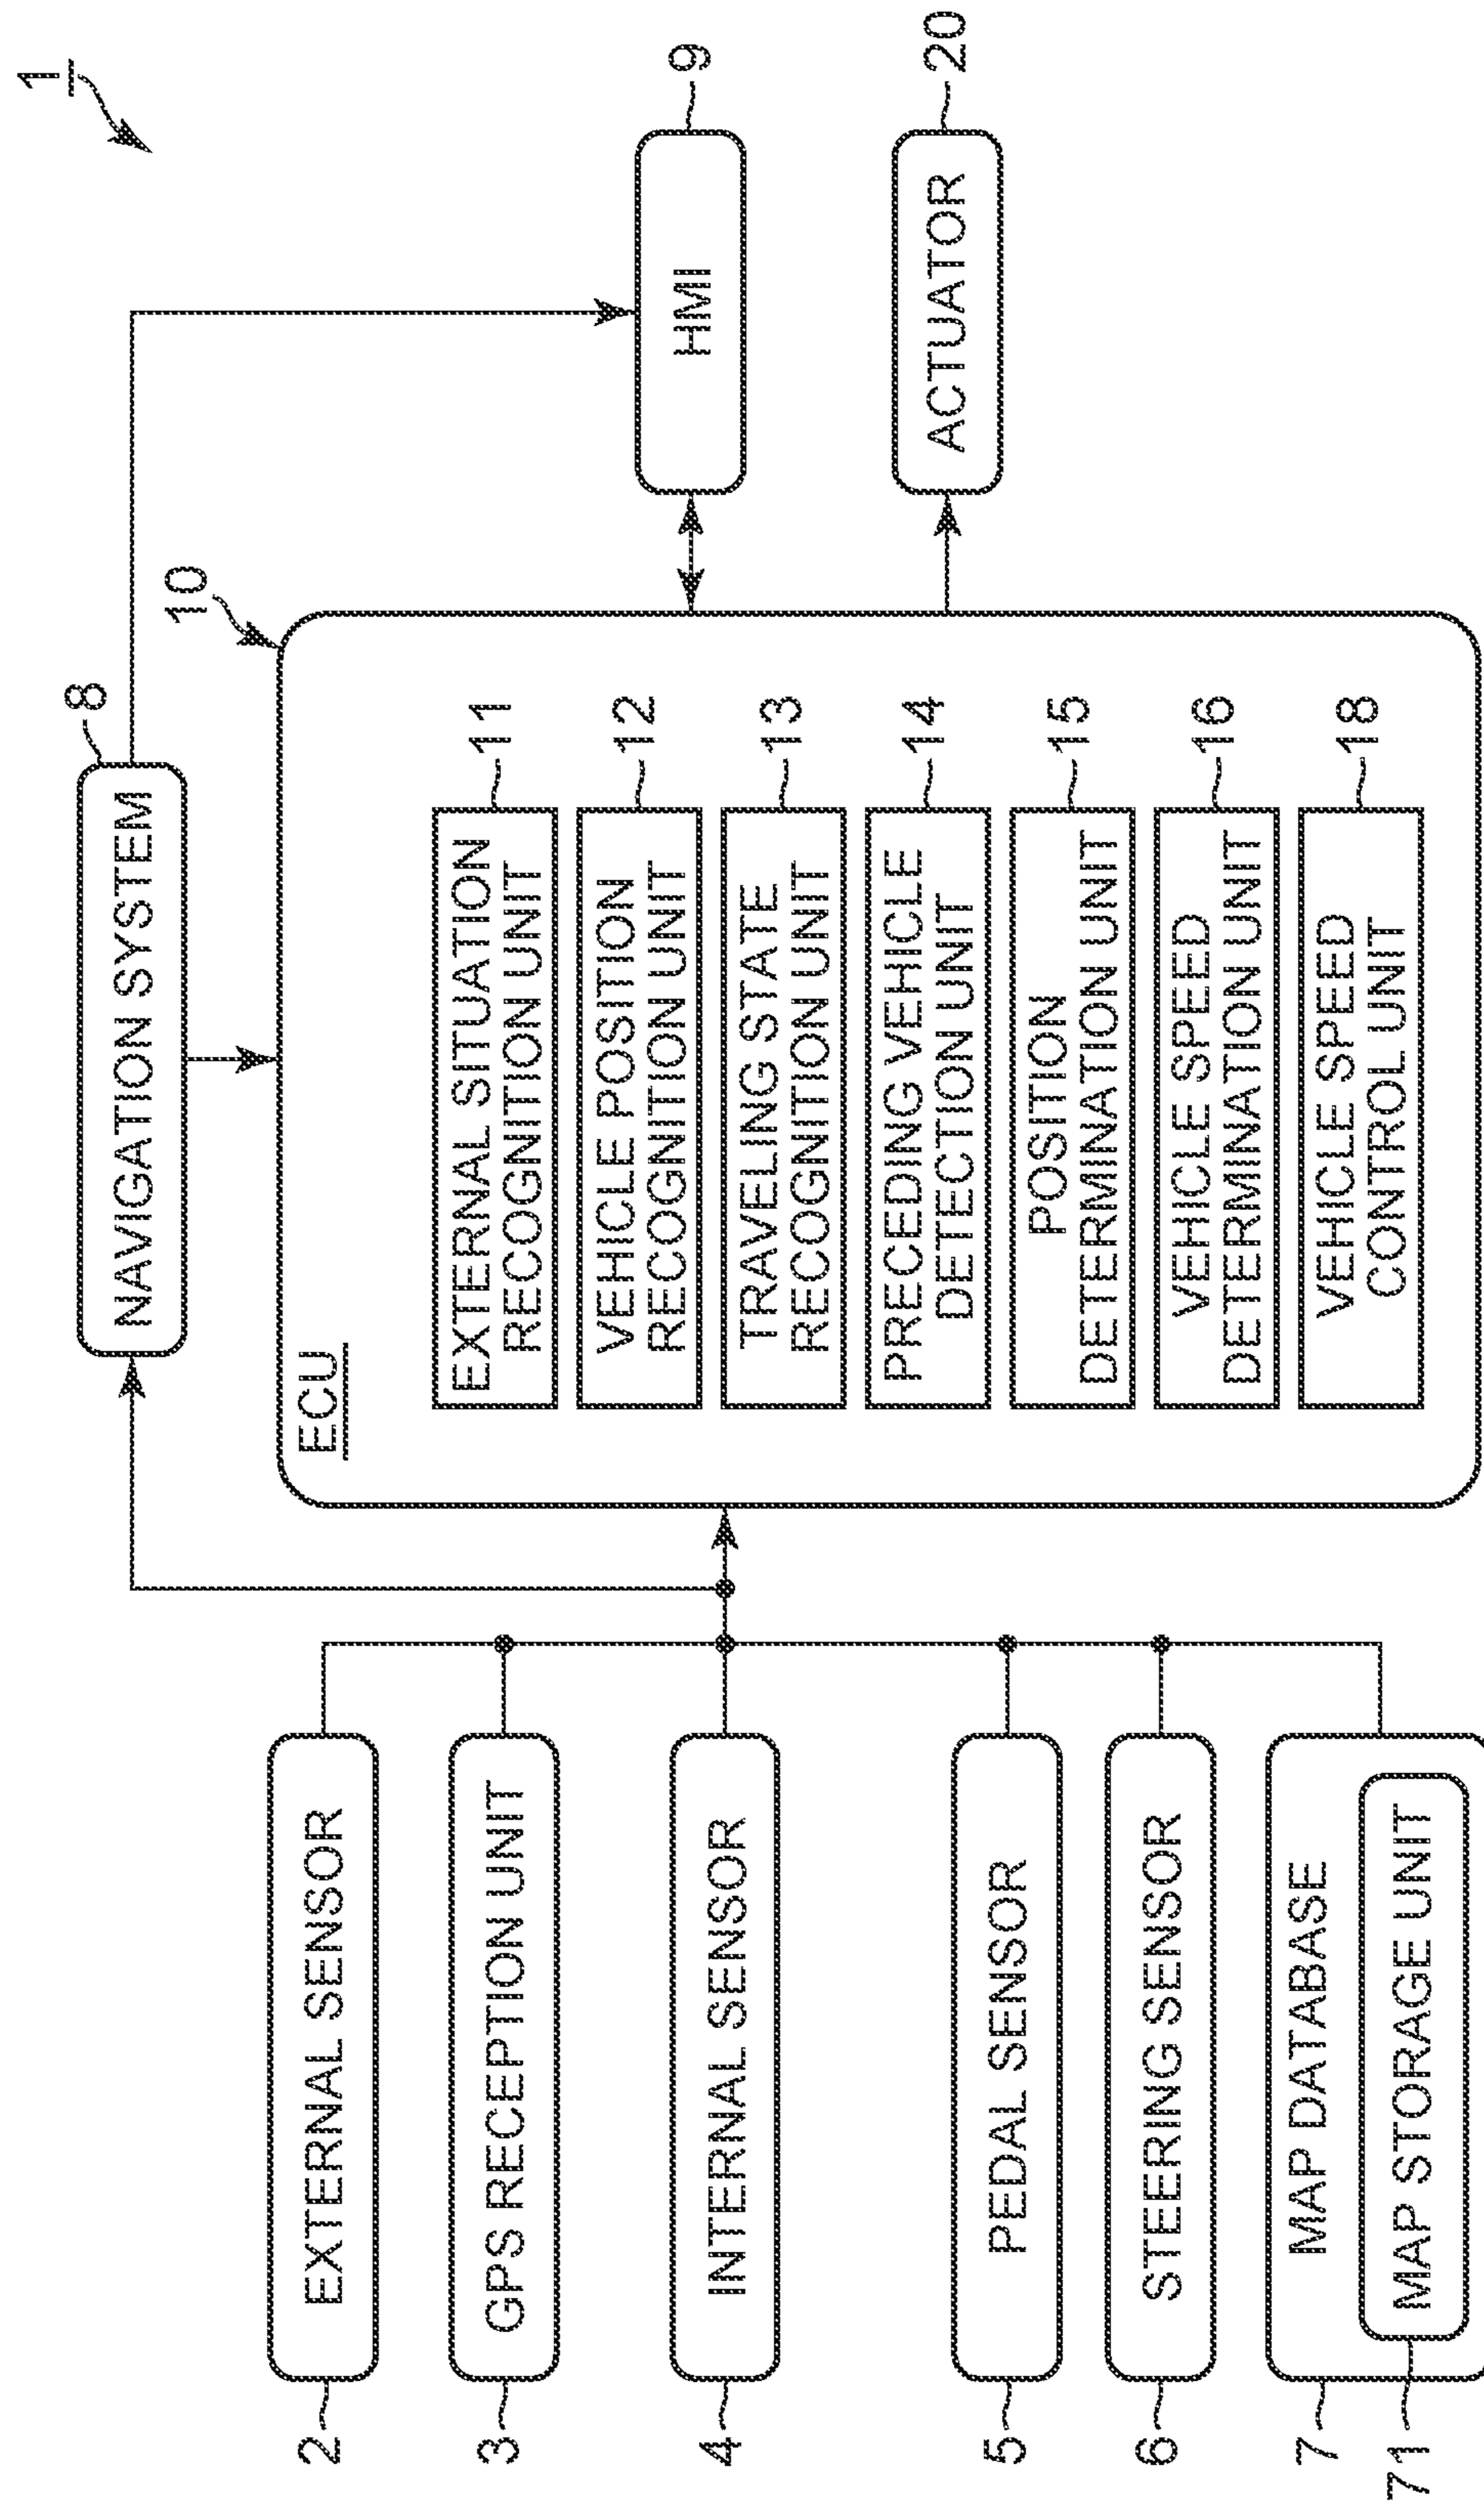 1
NAVIGATION SYSTEM
8
10
ECU
EXTERNAL SENSOR
2
GPS RECEPTION UNIT
3
INTERNAL SENSOR
4
PEDAL SENSOR
5
STEERING SENSOR
6
MAP DATABASE
7
MAP STORAGE UNIT
71
EXTERNAL SITUATION
RECOGNITION UNIT
11
VEHICLE POSITION
RECOGNITION UNIT
12
TRAVELING STATE
RECOGNITION UNIT
13
PRECEDING VEHICLE
DETECTION UNIT
14
POSITION
DETERMINATION UNIT
15
VEHICLE SPEED
DETERMINATION UNIT
16
VEHICLE SPEED
CONTROL UNIT
18
HMI
9
ACTUATOR
20